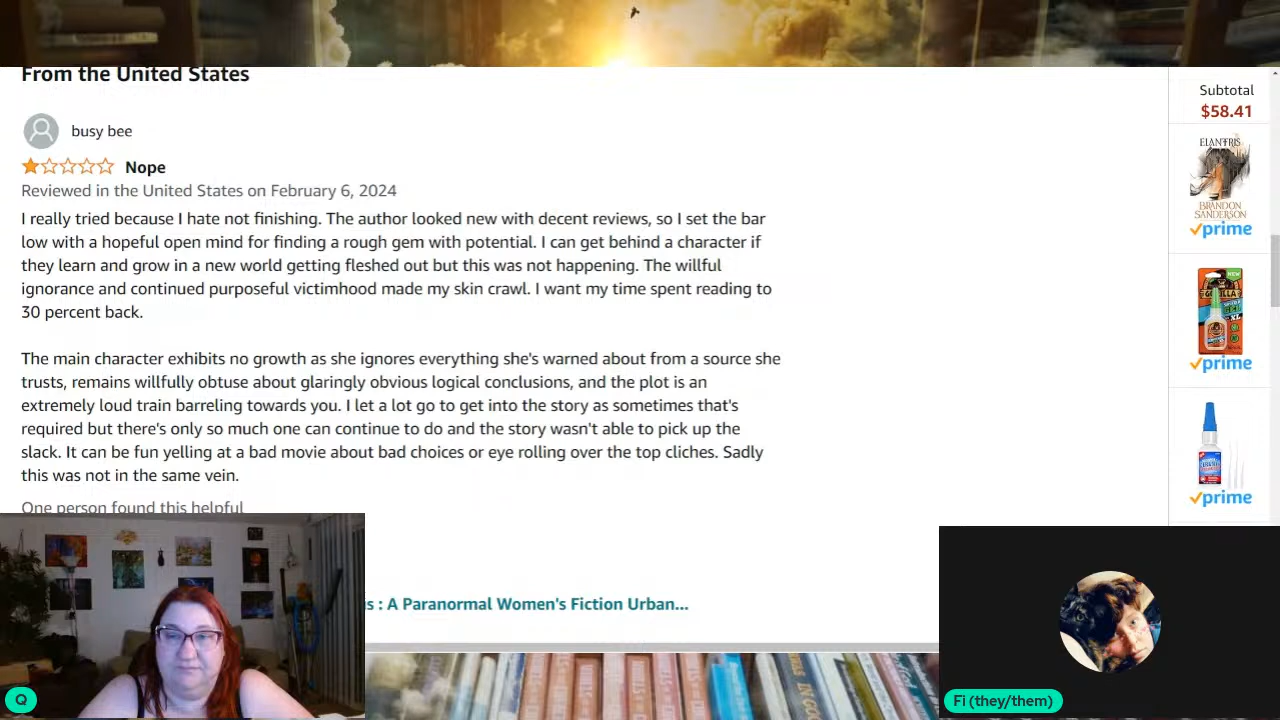 From the United States
Subtotal
$58.41
busy bee
Nope
Reviewed in the United States on February 6, 2024
I really tried because I hate not finishing. The author looked new with decent reviews, so I set the bar
low with a hopeful open mind for finding a rough gem with potential. I can get behind a character if
they learn and grow in a new world getting fleshed out but this was not happening. The willful
ignorance and continued purposeful victimhood made my skin crawl. I want my time spent reading to
30 percent back.
The main character exhibits no growth as she ignores everything she's warned about from a source she
trusts, remains willfully obtuse about glaringly obvious logical conclusions, and the plot is an
extremely loud train barreling towards you. I let a lot go to get into the story as sometimes that's
required but there's only so much one can continue to do and the story wasn't able to pick up the
slack. It can be fun yelling at a bad movie about bad choices or eye rolling over the top cliches. Sadly
this was not in the same vein.
One person found this helpful
s : A Paranormal Women's Fiction Urban...
ELANTRIS
BRANDON
SANDERSON
prime
NEW
GORILLA
GEL
XL
prime
prime
Q
Fi (they/them)